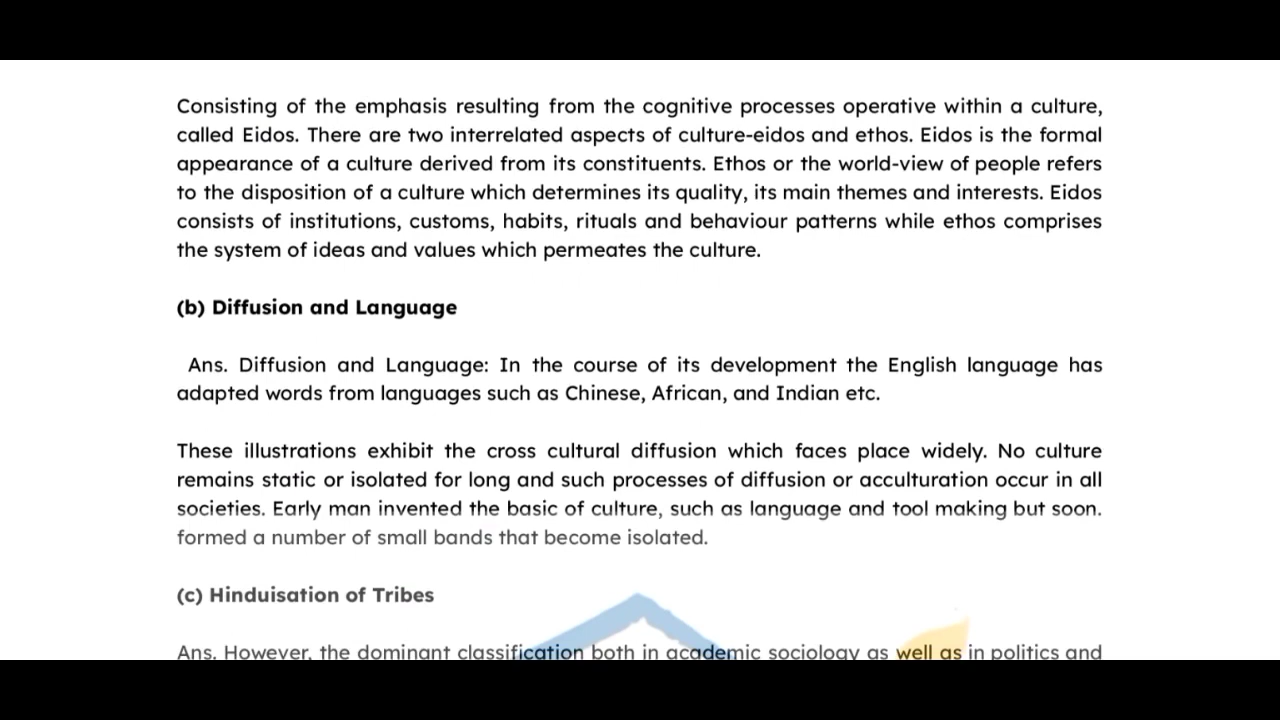 Consisting of the emphasis resulting from the cognitive processes operative within a culture,
called Eidos. There are two interrelated aspects of culture-eidos and ethos. Eidos is the formal
appearance of a culture derived from its constituents. Ethos or the world-view of people refers
to the disposition of a culture which determines its quality, its main themes and interests. Eidos
consists of institutions, customs, habits, rituals and behaviour patterns while ethos comprises
the system of ideas and values which permeates the culture.
(b) Diffusion and Language
Ans. Diffusion and Language: In the course of its development the English language has
adapted words from languages such as Chinese, African, and Indian etc.
These illustrations exhibit the cross cultural diffusion which faces place widely. No culture
remains static or isolated for long and such processes of diffusion or acculturation occur in all
societies. Early man invented the basic of culture, such as language and tool making but soon.
formed a number of small bands that become isolated.
(c) Hinduisation of Tribes
Ans. However, the dominant classification both in academic sociology as well as in politics and